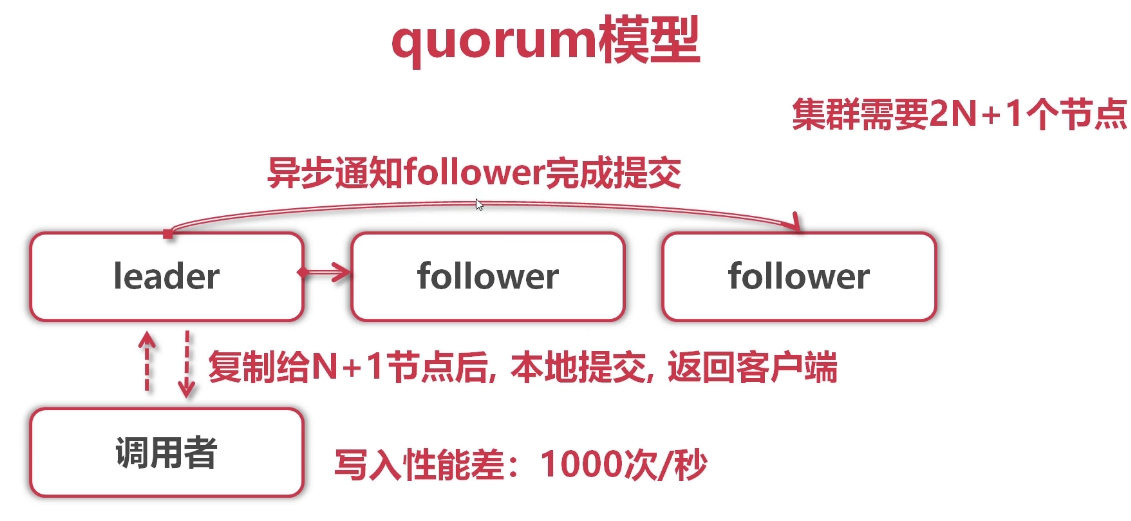 quorum模型
集群需要2N+1个节点
异步通知follower完成提交
leader
follower
follower
复制给N+1节点后, 本地提交, 返回客户端
调用者
写入性能差：1000次/秒